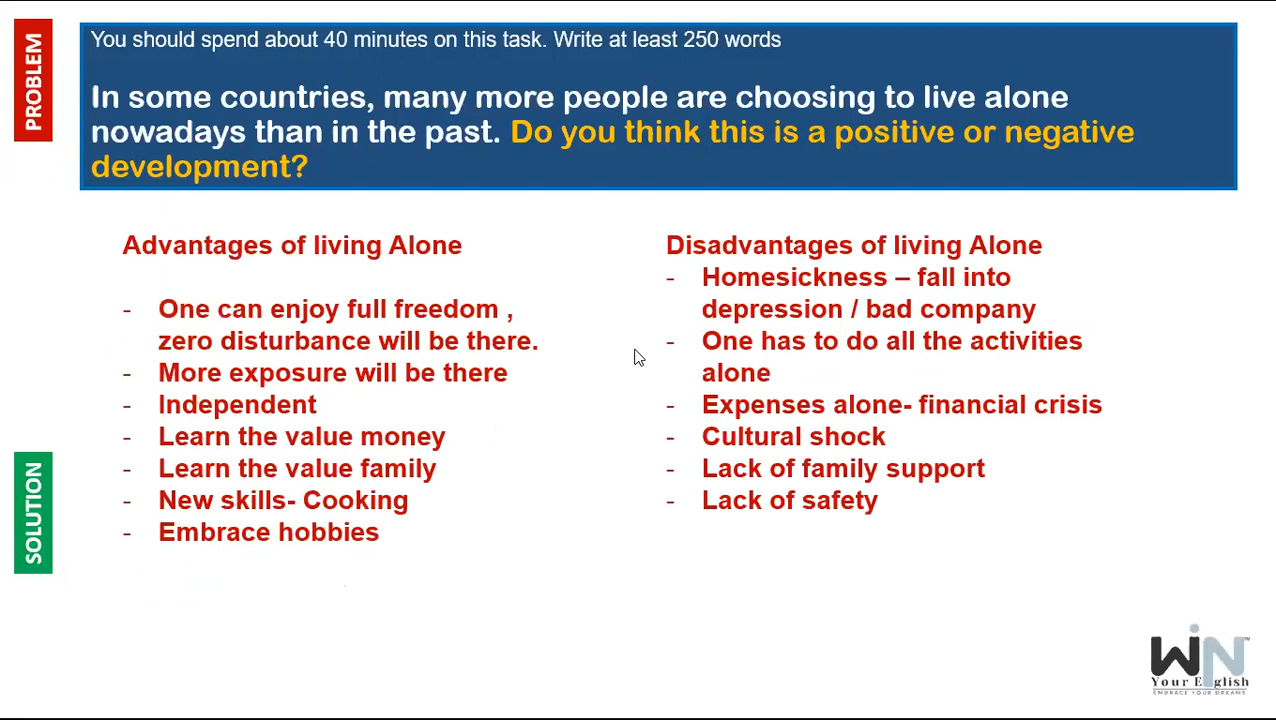 PROBLEM
You should spend about 40 minutes on this task. Write at least 250 words
In some countries, many more people are choosing to live alone
nowadays than in the past. Do you think this is a positive or negative
development?
Advantages of living Alone
- One can enjoy full freedom ,
zero disturbance will be there.
- More exposure will be there
- Independent
- Learn the value money
- Learn the value family
- New skills- Cooking
- Embrace hobbies
Disadvantages of living Alone
- Homesickness – fall into
depression / bad company
- One has to do all the activities
alone
- Expenses alone- financial crisis
- Cultural shock
- Lack of family support
- Lack of safety
SOLUTION
WiN
Your English
EMBRACE YOUR DREAMS